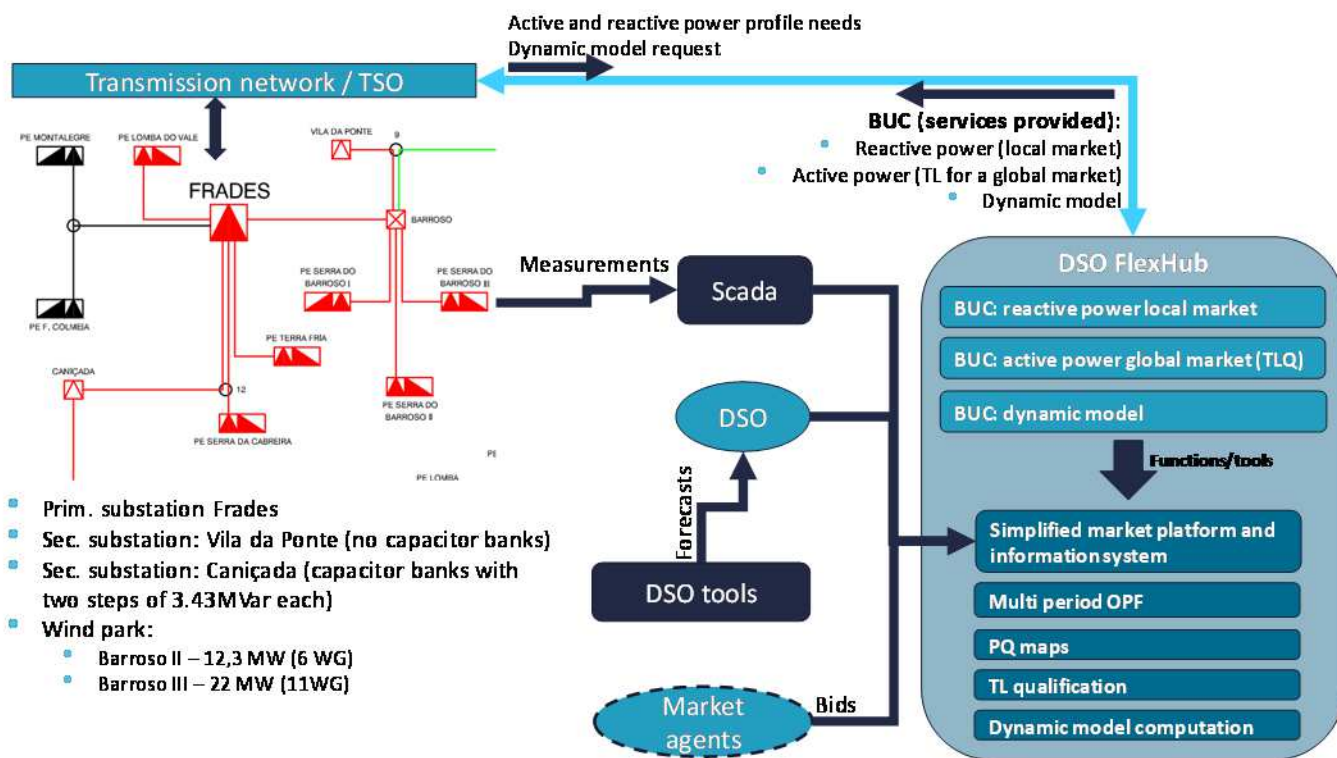 Active and reactive power profile needs
Dynamic model request
Transmission network / TSO
BUC (services provided):
Reactive power (local market)
Active power (TL for a global market)
Dynamic model
PE MONTALEGRE
PE LOMBA DO VALE
VILA DA PONTE
9
FRADES
BARROSO
PE SERRA DO
BARROSO I
PE SERRA DO
BARROSO III
PE F. COLMEIA
PE TERRA FRIA
CANIÇADA
12
PE SERRA DO
BARROSO II
PE SERRA DA CABREIRA
PE
PE LOMBA
Measurements
Scada
DSO
Forecasts
DSO tools
Market
agents
Bids
DSO FlexHub
BUC: reactive power local market
BUC: active power global market (TLQ)
BUC: dynamic model
Functions/tools
Simplified market platform and
information system
Multi period OPF
PQ maps
TL qualification
Dynamic model computation
Prim. substation Frades
Sec. substation: Vila da Ponte (no capacitor banks)
Sec. substation: Caniçada (capacitor banks with
two steps of 3.43MVar each)
Wind park:
Barroso II – 12,3 MW (6 WG)
Barroso III – 22 MW (11WG)